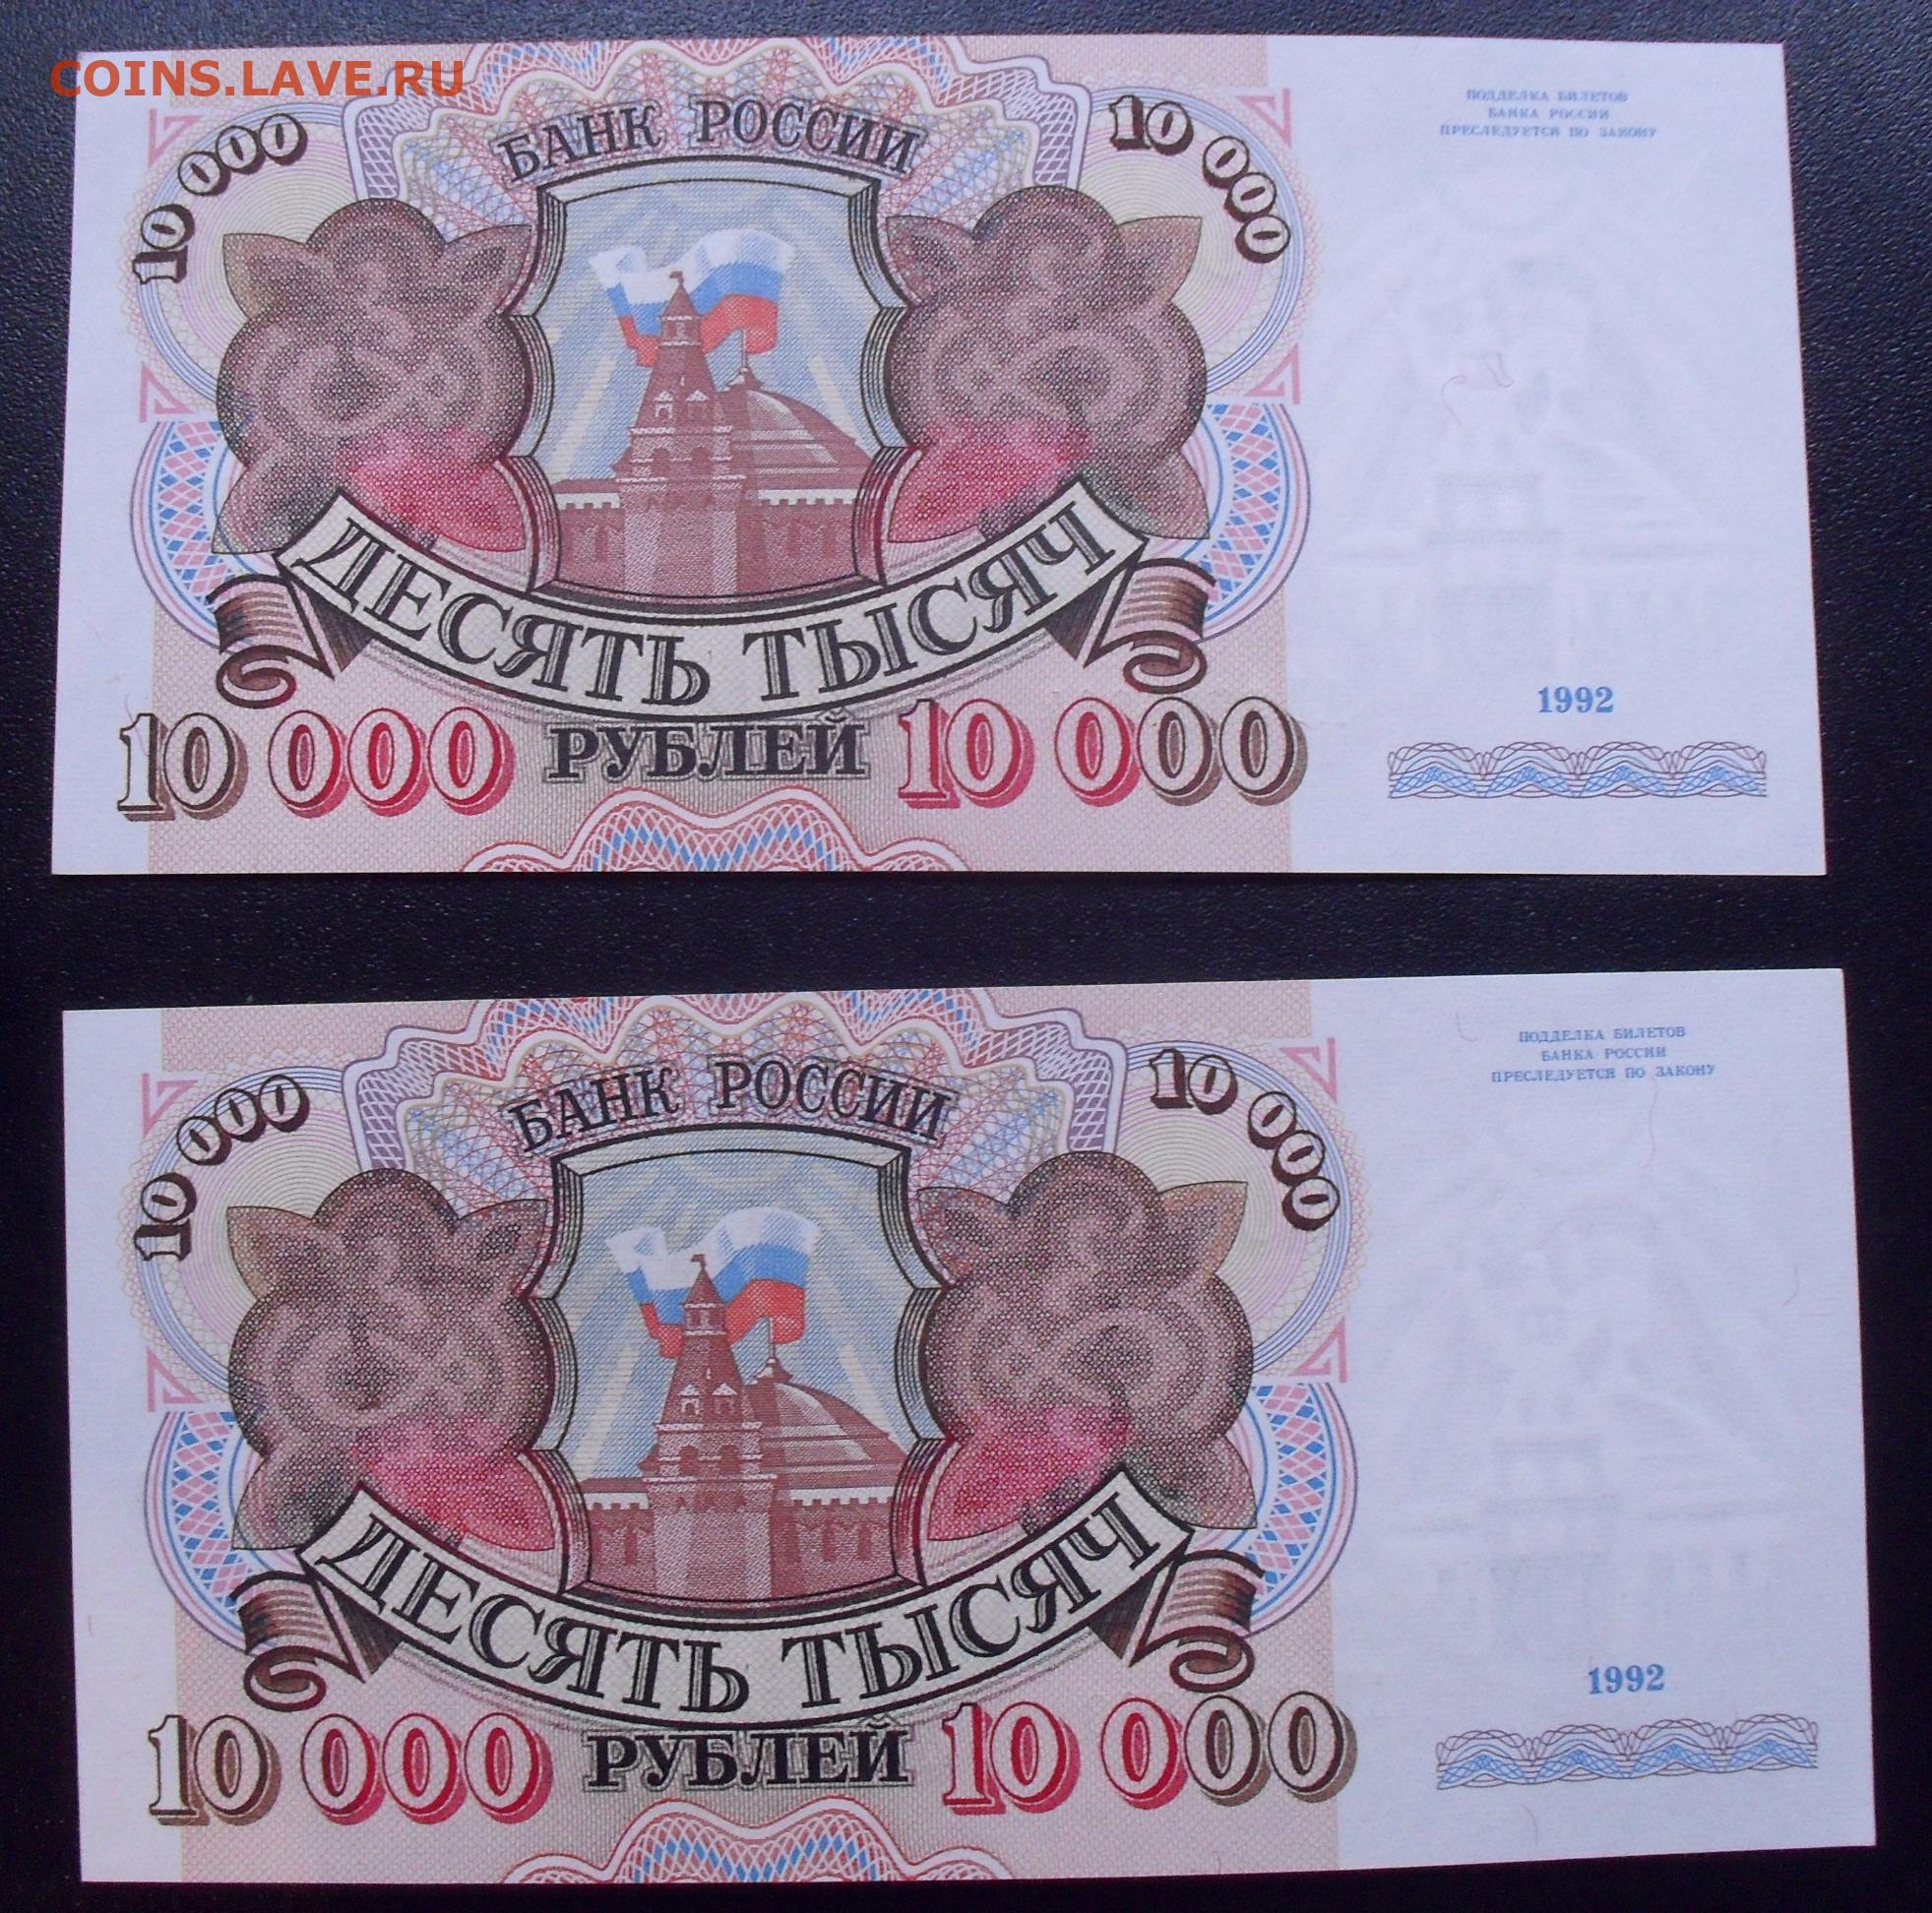 COINS.LAVE.RU
10 000
БАНК РОССИИ
10 000
ПОДДЕЛКА БИЛЕТОВ
БАНКА РОССИИ
ПРЕСЛЕДУЕТСЯ ПО ЗАКОНУ
ДЕСЯТЬ ТЫСЯЧ
10 000 РУБЛЕЙ 10 000
1992
10 000
БАНК РОССИИ
10 000
ПОДДЕЛКА БИЛЕТОВ
БАНКА РОССИИ
ПРЕСЛЕДУЕТСЯ ПО ЗАКОНУ
ДЕСЯТЬ ТЫСЯЧ
10 000 РУБЛЕЙ 10 000
1992